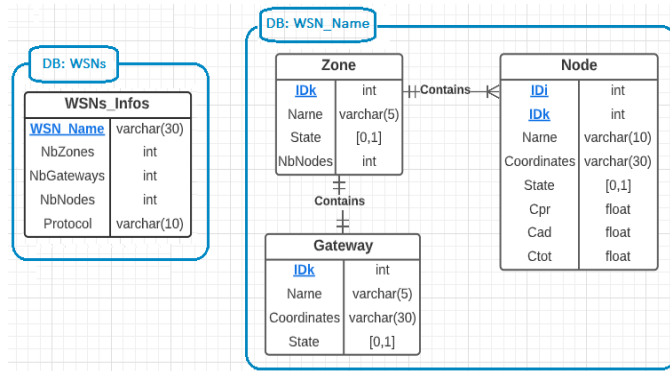 DB: WSNs
WSNs_Infos
WSN_Name varchar(30)
NbZones int
NbGateways int
NbNodes int
Protocol varchar(10)
DB: WSN_Name
Zone
IDk int
Name varchar(5)
State [0,1]
NbNodes int
Contains
Node
IDi int
IDk int
Name varchar(10)
Coordinates varchar(30)
State [0,1]
Cpr float
Cad float
Ctot float
Contains
Gateway
IDk int
Name varchar(5)
Coordinates varchar(30)
State [0,1]